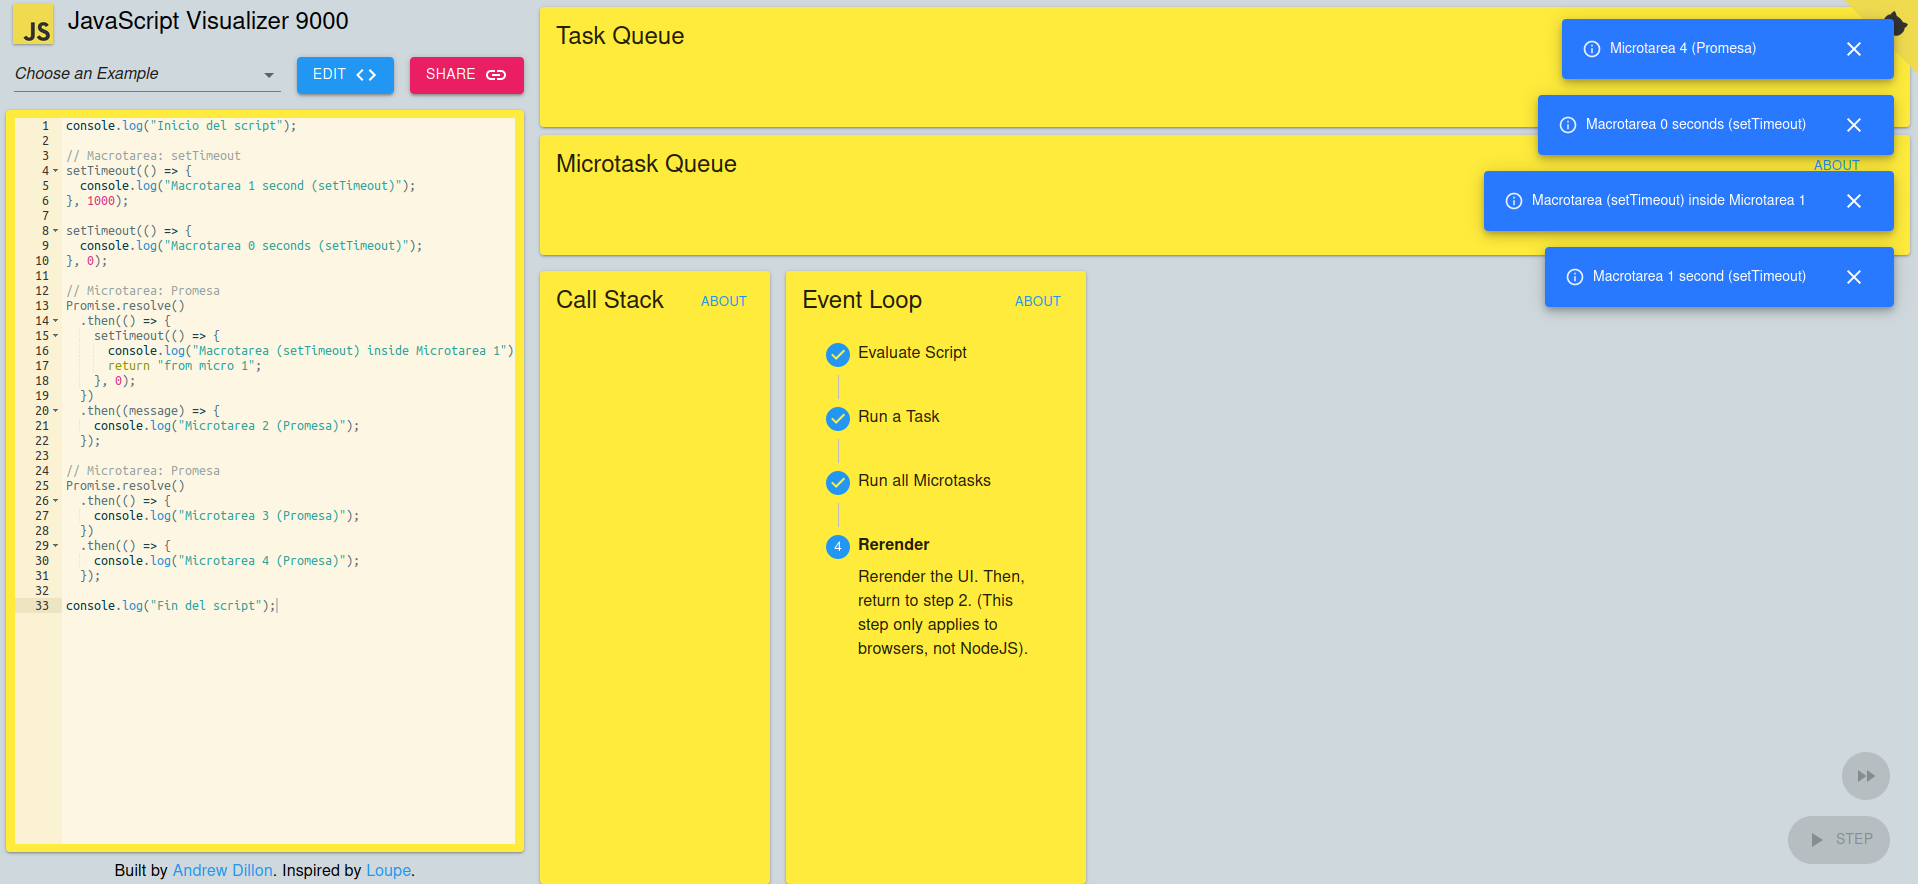 JS
JavaScript Visualizer 9000
Choose an Example
EDIT
SHARE
1 console.log("Inicio del script");
2
3 // Macrotarea: setTimeout
4 setTimeout(() => {
5 console.log("Macrotarea 1 second (setTimeout)");
6 }, 1000);
7
8 setTimeout(() => {
9 console.log("Macrotarea 0 seconds (setTimeout)");
10 }, 0);
11
12 // Microtarea: Promesa
13 Promise.resolve()
14 .then(() => {
15 setTimeout(() => {
16 console.log("Macrotarea (setTimeout) inside Microtarea 1")
17 return "from micro 1";
18 }, 0);
19 })
20 .then((message) => {
21 console.log("Microtarea 2 (Promesa)");
22 });
23
24 // Microtarea: Promesa
25 Promise.resolve()
26 .then(() => {
27 console.log("Microtarea 3 (Promesa)");
28 })
29 .then(() => {
30 console.log("Microtarea 4 (Promesa)");
31 });
32
33 console.log("Fin del script");
Built by Andrew Dillon. Inspired by Loupe.
Task Queue
Microtask Queue
ABOUT
Call Stack
ABOUT
Event Loop
ABOUT
Evaluate Script
Run a Task
Run all Microtasks
4 Rerender
Rerender the UI. Then,
return to step 2. (This
step only applies to
browsers, not NodeJS).
Microtarea 4 (Promesa)
Macrotarea 0 seconds (setTimeout)
Macrotarea (setTimeout) inside Microtarea 1
Macrotarea 1 second (setTimeout)
STEP